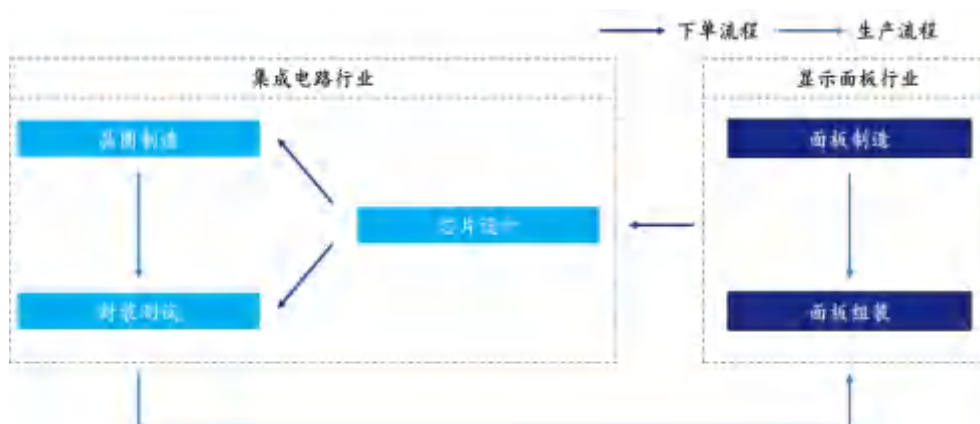 下单流程 生产流程
集成电路行业 显示面板行业
晶圆制造 面板制造
芯片设计
封装测试 面板组装